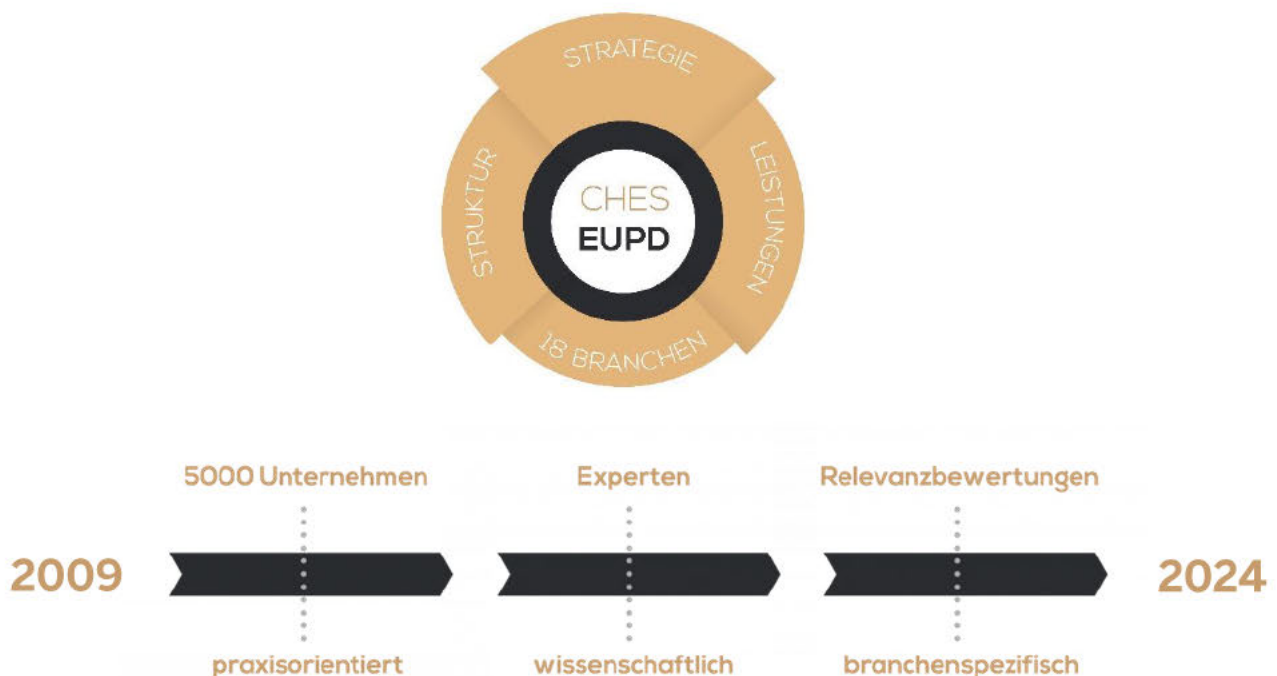 STRATEGIE
STRUKTUR
LEISTUNGEN
CHES
EUPD
18 BRANCHEN
5000 Unternehmen
Experten
Relevanzbewertungen
2009
2024
praxisorientiert
wissenschaftlich
branchenspezifisch